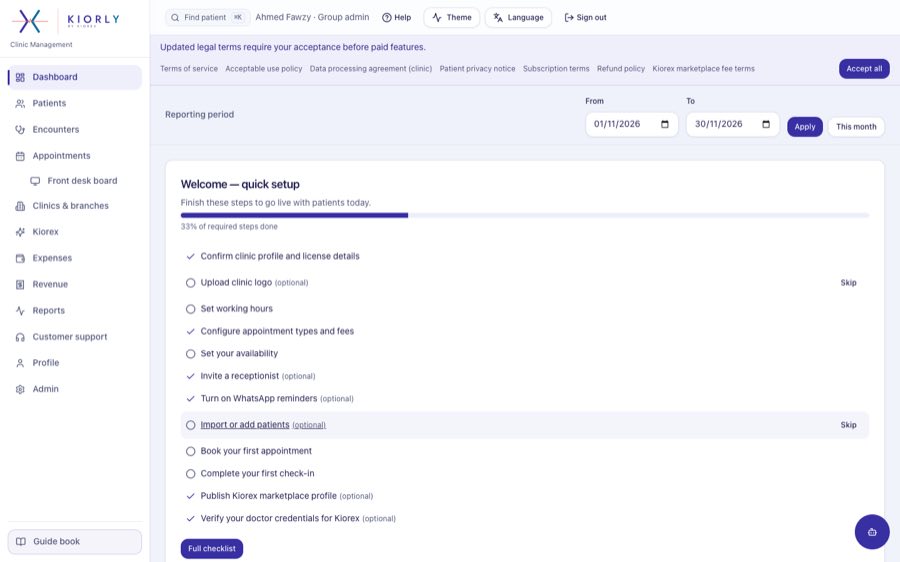 KIORLY
BY KIOREX
Clinic Management
Find patient ⌘K
Ahmed Fawzy · Group admin
Help
Theme
Language
Sign out
Updated legal terms require your acceptance before paid features.
Terms of service Acceptable use policy Data processing agreement (clinic) Patient privacy notice Subscription terms Refund policy Kiorex marketplace fee terms
Accept all
Dashboard
Patients
Encounters
Appointments
Front desk board
Clinics & branches
Kiorex
Expenses
Revenue
Reports
Customer support
Profile
Admin
Guide book
Reporting period
From
01/11/2026
To
30/11/2026
Apply
This month
Welcome — quick setup
Finish these steps to go live with patients today.
33% of required steps done
Confirm clinic profile and license details
Upload clinic logo (optional) Skip
Set working hours
Configure appointment types and fees
Set your availability
Invite a receptionist (optional)
Turn on WhatsApp reminders (optional)
Import or add patients (optional) Skip
Book your first appointment
Complete your first check-in
Publish Kiorex marketplace profile (optional)
Verify your doctor credentials for Kiorex (optional)
Full checklist